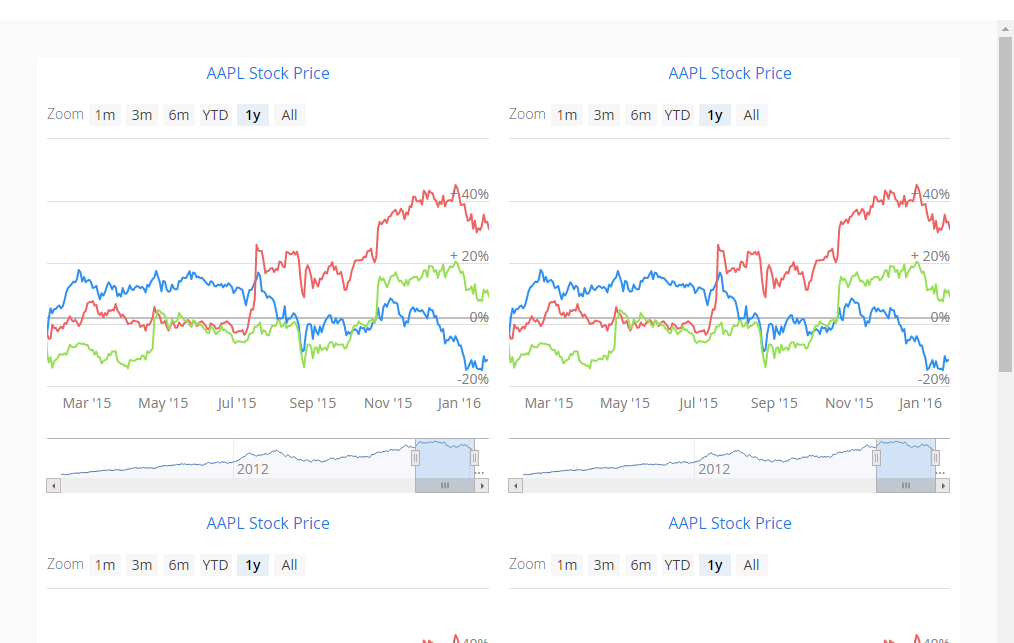 AAPL Stock Price
Zoom 1m 3m 6m YTD 1y All
+ 40%
+ 20%
0%
-20%
Mar '15 May '15 Jul '15 Sep '15 Nov '15 Jan '16
2012
...
AAPL Stock Price
Zoom 1m 3m 6m YTD 1y All
+ 40%
+ 20%
0%
-20%
Mar '15 May '15 Jul '15 Sep '15 Nov '15 Jan '16
2012
...
AAPL Stock Price
Zoom 1m 3m 6m YTD 1y All
40%
AAPL Stock Price
Zoom 1m 3m 6m YTD 1y All
40%